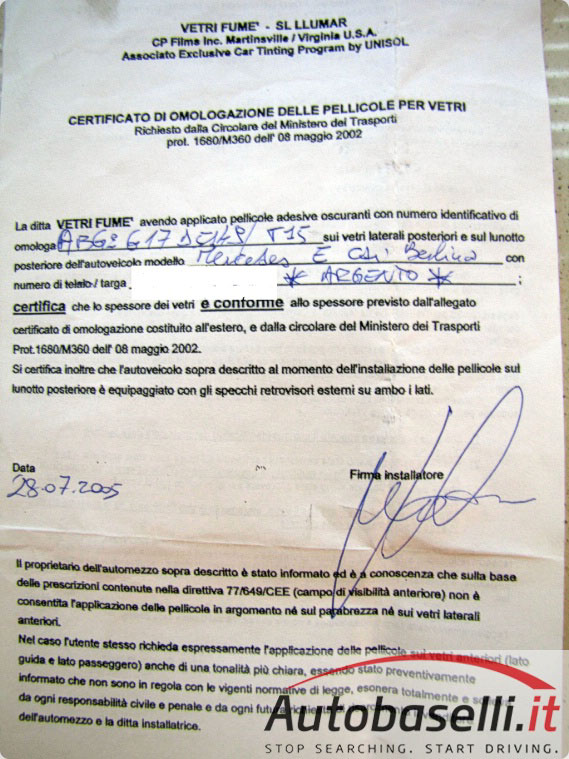 VETRI FUME' - SL LLUMAR
CP Films Inc. Martinsville / Virginia U.S.A.
Associato Exclusive Car Tinting Program by UNISOL
CERTIFICATO DI OMOLOGAZIONE DELLE PELLICOLE PER VETRI
Richiesto dalla Circolare del Ministero dei Trasporti
prot. 1680/M360 dell' 08 maggio 2002
La ditta VETRI FUME' avendo applicato pellicole adesive oscuranti con numero identificativo di
omologa T15 sui vetri laterali posteriori e sul lunotto
posteriore dell'autoveicolo modello Mercedes E Berlina con
numero di telaio / targa * ARGENTO * ;
certifica che lo spessore dei vetri è conforme allo spessore previsto dall'allegato
certificato di omologazione costituito all'estero, e dalla circolare del Ministero dei Trasporti
Prot.1680/M360 dell' 08 maggio 2002.
Si certifica inoltre che l'autoveicolo sopra descritto al momento dell'installazione delle pellicole sul
lunotto posteriore è equipaggiato con gli specchi retrovisori esterni su ambo i lati.
Data
Firma installatore
28.07.2005
Il proprietario dell'automezzo sopra descritto è stato informato ed è a conoscenza che sulla base
delle prescrizioni contenute nella direttiva 77/649/CEE (campo di visibilità anteriore) non è
consentita l'applicazione delle pellicole in argomento né sul parabrezza né sui vetri laterali
anteriori.
Nel caso l'utente stesso richieda espressamente l'applicazione delle pellicole sui vetri anteriori (lato
guida e lato passeggero) anche di una tonalità più chiara, essendo stato preventivamente
informato che non sono in regola con le vigenti normative di legge, esonera totalmente e
da ogni responsabilità civile e penale e da ogni
dell'automezzo e la ditta installatrice.
Autobaselli.it
STOP SEARCHING. START DRIVING.